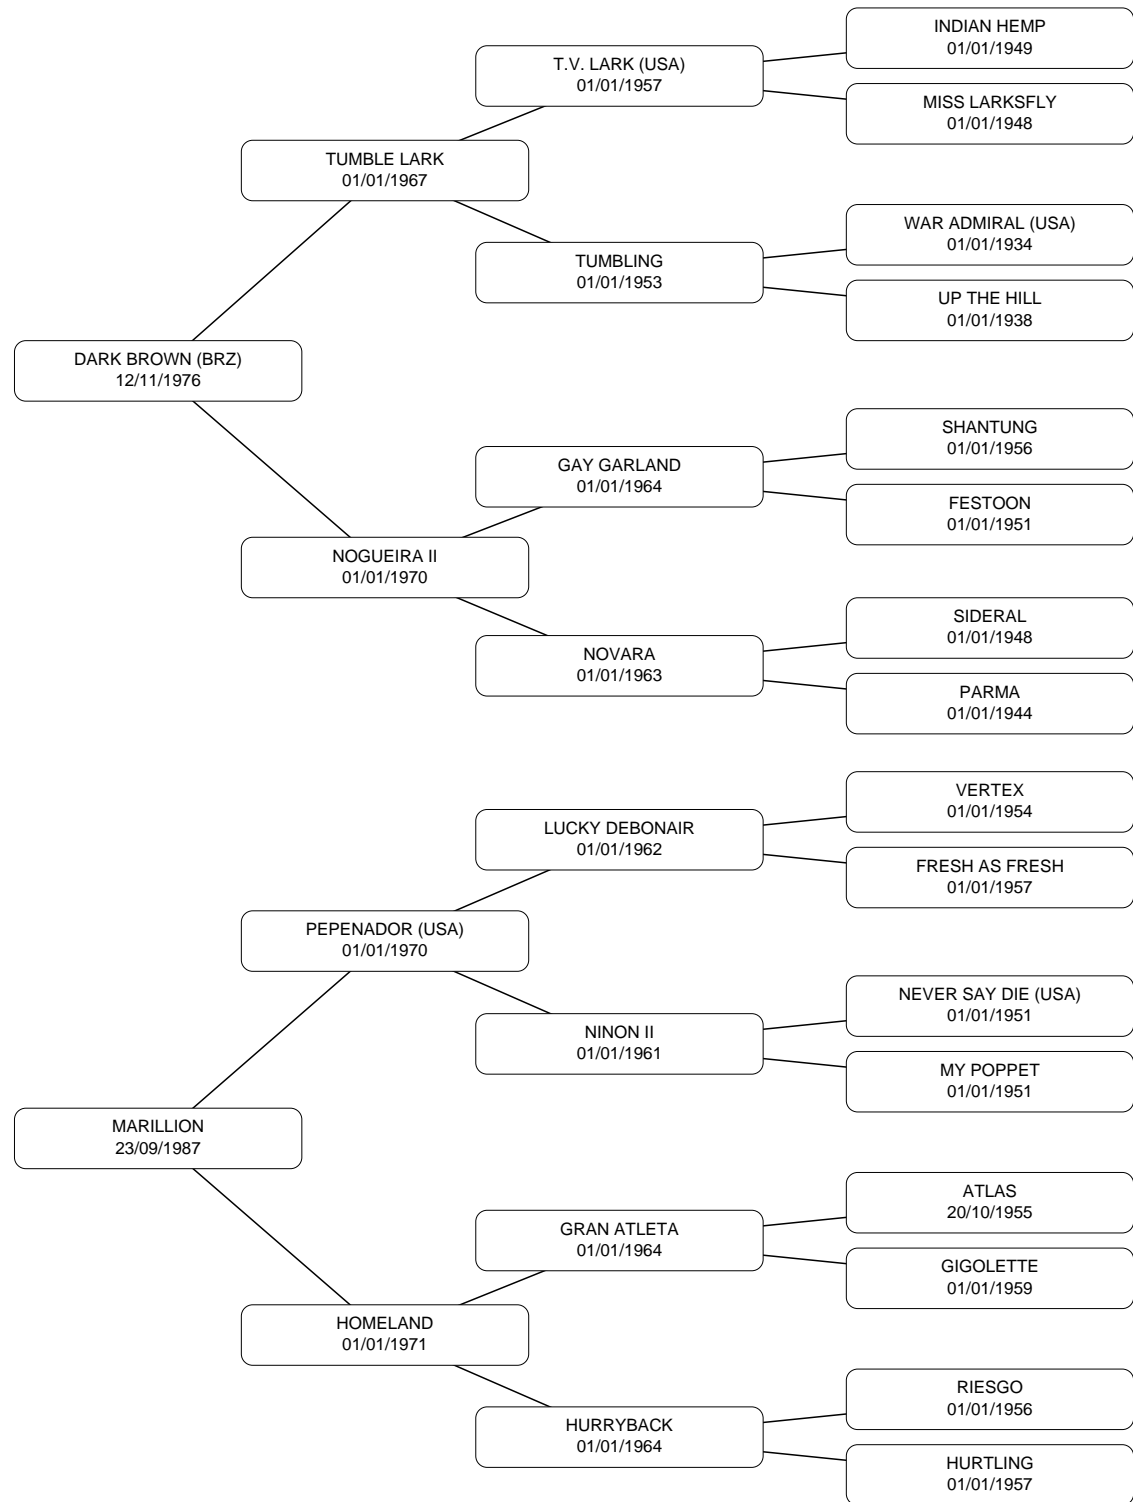 INDIAN HEMP
01/01/1949
T.V. LARK (USA)
01/01/1957
MISS LARKSFLY
01/01/1948
TUMBLE LARK
01/01/1967
WAR ADMIRAL (USA)
01/01/1934
TUMBLING
01/01/1953
UP THE HILL
01/01/1938
DARK BROWN (BRZ)
12/11/1976
SHANTUNG
01/01/1956
GAY GARLAND
01/01/1964
FESTOON
01/01/1951
NOGUEIRA II
01/01/1970
SIDERAL
01/01/1948
NOVARA
01/01/1963
PARMA
01/01/1944
VERTEX
01/01/1954
LUCKY DEBONAIR
01/01/1962
FRESH AS FRESH
01/01/1957
PEPENADOR (USA)
01/01/1970
NEVER SAY DIE (USA)
01/01/1951
NINON II
01/01/1961
MY POPPET
01/01/1951
MARILLION
23/09/1987
ATLAS
20/10/1955
GRAN ATLETA
01/01/1964
GIGOLETTE
01/01/1959
HOMELAND
01/01/1971
RIESGO
01/01/1956
HURRYBACK
01/01/1964
HURTLING
01/01/1957